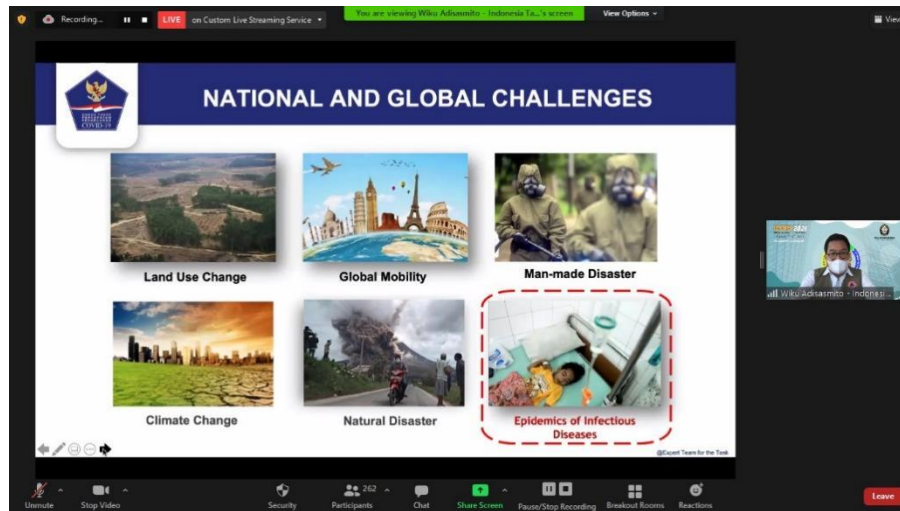 Recording...
LIVE
on Custom Live Streaming Service
You are viewing Wiku Adisasmito - Indonesia Ta...'s screen
View Options
View
NATIONAL AND GLOBAL CHALLENGES
COVID-19
Land Use Change
Global Mobility
Man-made Disaster
Wiku Adisasmito - Indonesi...
Climate Change
Natural Disaster
Epidemics of Infectious
Diseases
@Expert Team for the Task
Unmute
Stop Video
Security
262
Participants
Chat
Share Screen
Pause/Stop Recording
Breakout Rooms
Reactions
Leave